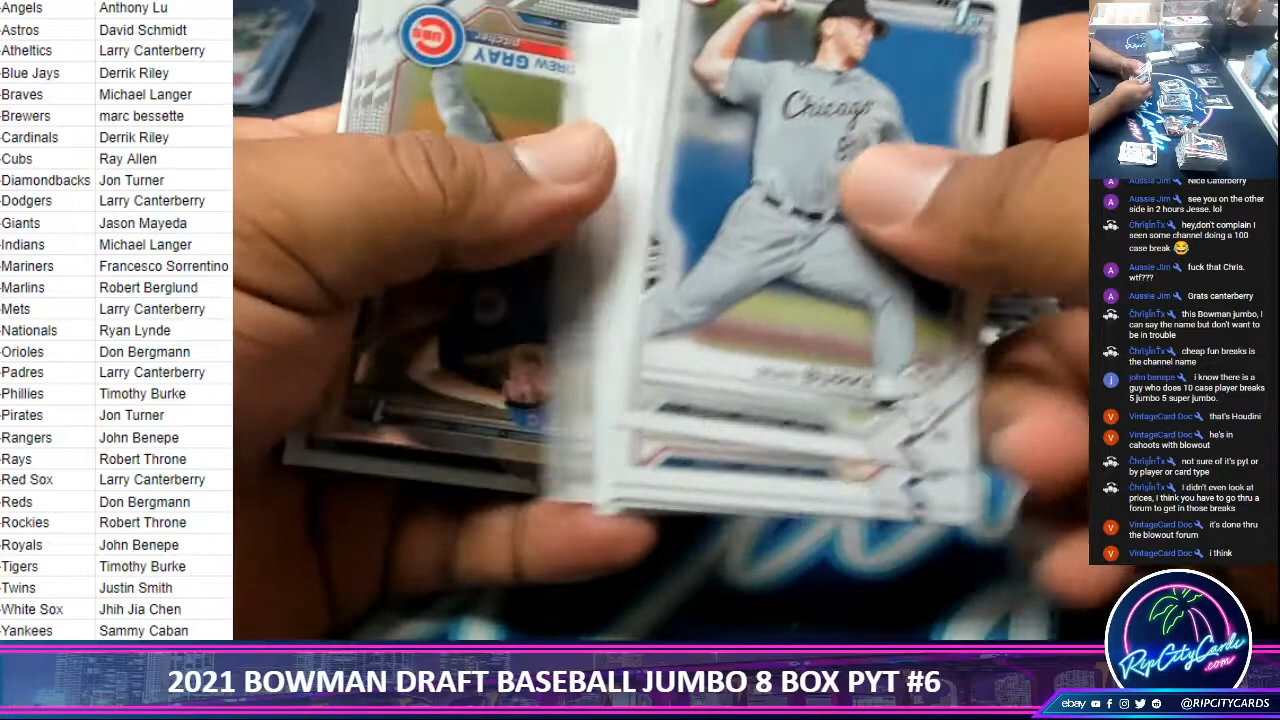 -Angels Anthony Lu
-Astros David Schmidt
-Atheltics Larry Canterberry
-Blue Jays Derrik Riley
-Braves Michael Langer
-Brewers marc bessette
-Cardinals Derrik Riley
-Cubs Ray Allen
-Diamondbacks Jon Turner
-Dodgers Larry Canterberry
-Giants Jason Mayeda
-Indians Michael Langer
-Mariners Francesco Sorrentino
-Marlins Robert Berglund
-Mets Larry Canterberry
-Nationals Ryan Lynde
-Orioles Don Bergmann
-Padres Larry Canterberry
-Phillies Timothy Burke
-Pirates Jon Turner
-Rangers John Benepe
-Rays Robert Throne
-Red Sox Larry Canterberry
-Reds Don Bergmann
-Rockies Robert Throne
-Royals John Benepe
-Tigers Timothy Burke
-Twins Justin Smith
-White Sox Jhih Jia Chen
-Yankees Sammy Caban
CUBS
pitcher
DREW GRAY
1st
Chicago
Aussie Jim Nice Caterberry
Aussie Jim see you on the other
side in 2 hours Jesse. lol
hey,don't complain I
seen some channel doing a 100
case break 😂
Aussie Jim fuck that Chris.
wtf???
Aussie Jim Grats canterberry
this Bowman jumbo, I
can say the name but don't want to
be in trouble
cheap fun breaks is
the channel name
john benepe i know there is a
guy who does 10 case player breaks
5 jumbo 5 super jumbo.
VintageCard Doc that's Houdini
VintageCard Doc he's in
cahoots with blowout
not sure of it's pyt or
by player or card type
I didn't even look at
prices, I think you have to go thru a
forum to get in those breaks
VintageCard Doc it's done thru
the blowout forum
VintageCard Doc i think
RipCityCards
.com
2021 BOWMAN DRAFT BASEBALL JUMBO 8 BOX PYT #6
ebay @RIPCITYCARDS